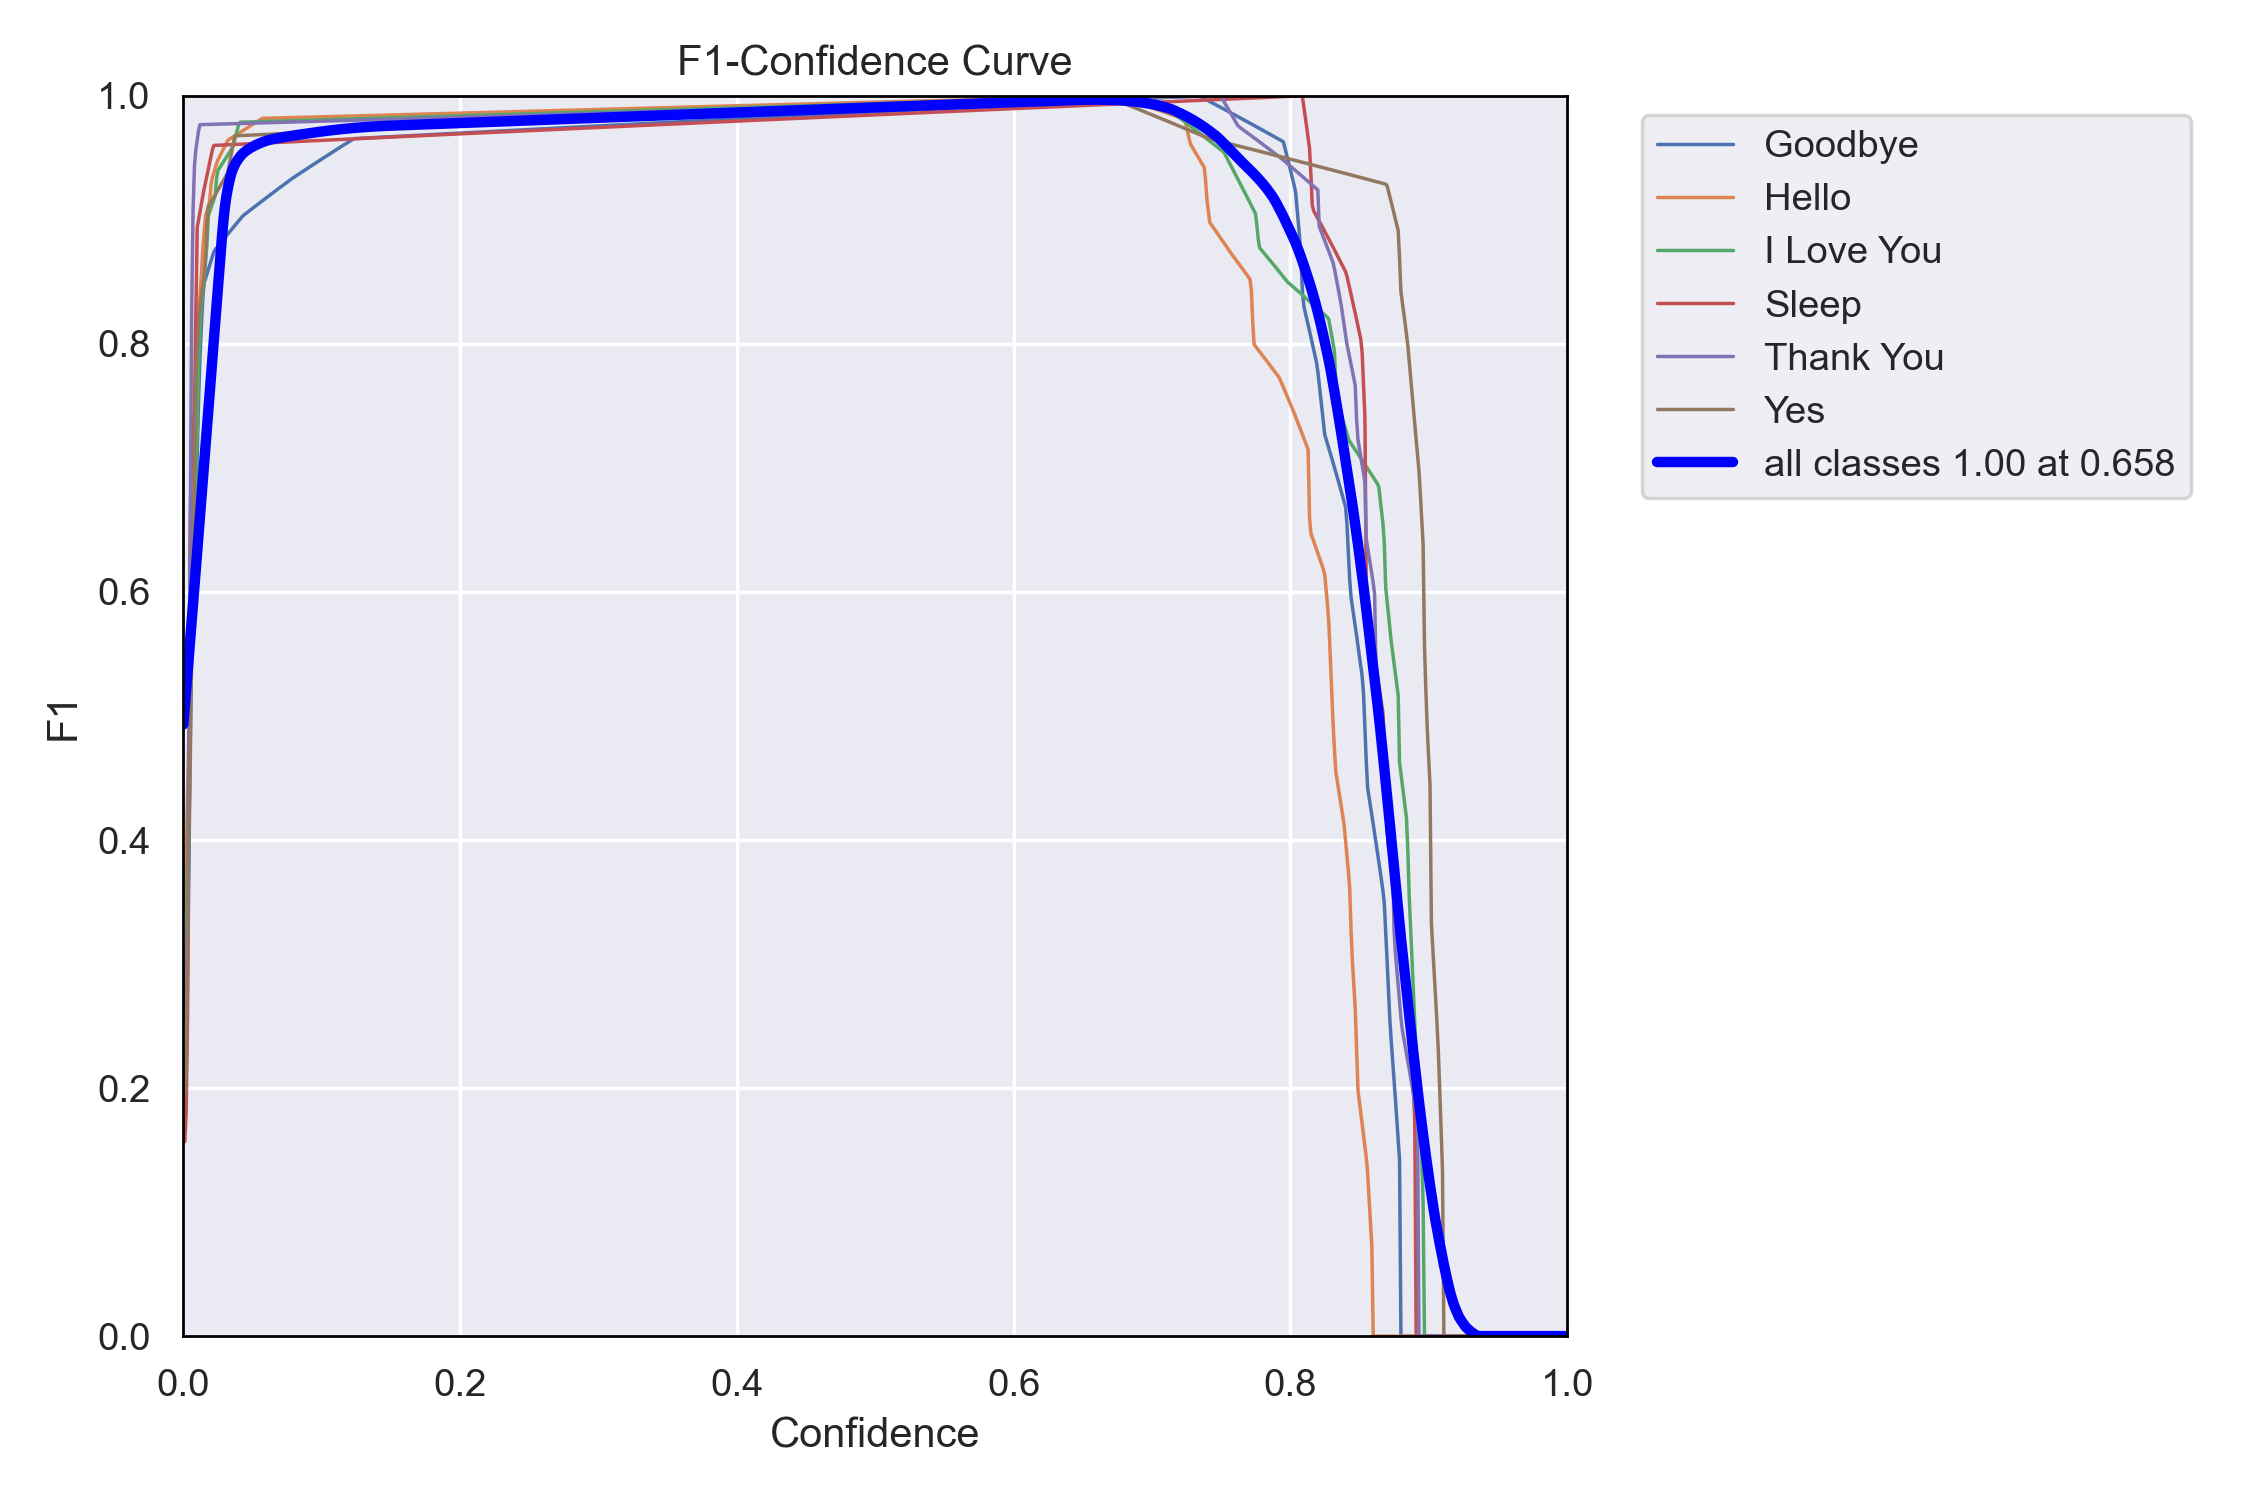 F1-Confidence Curve
1.0
0.8
0.6
0.4
0.2
0.0
F1
0.0 0.2 0.4 0.6 0.8 1.0
Confidence
Goodbye
Hello
I Love You
Sleep
Thank You
Yes
all classes 1.00 at 0.658